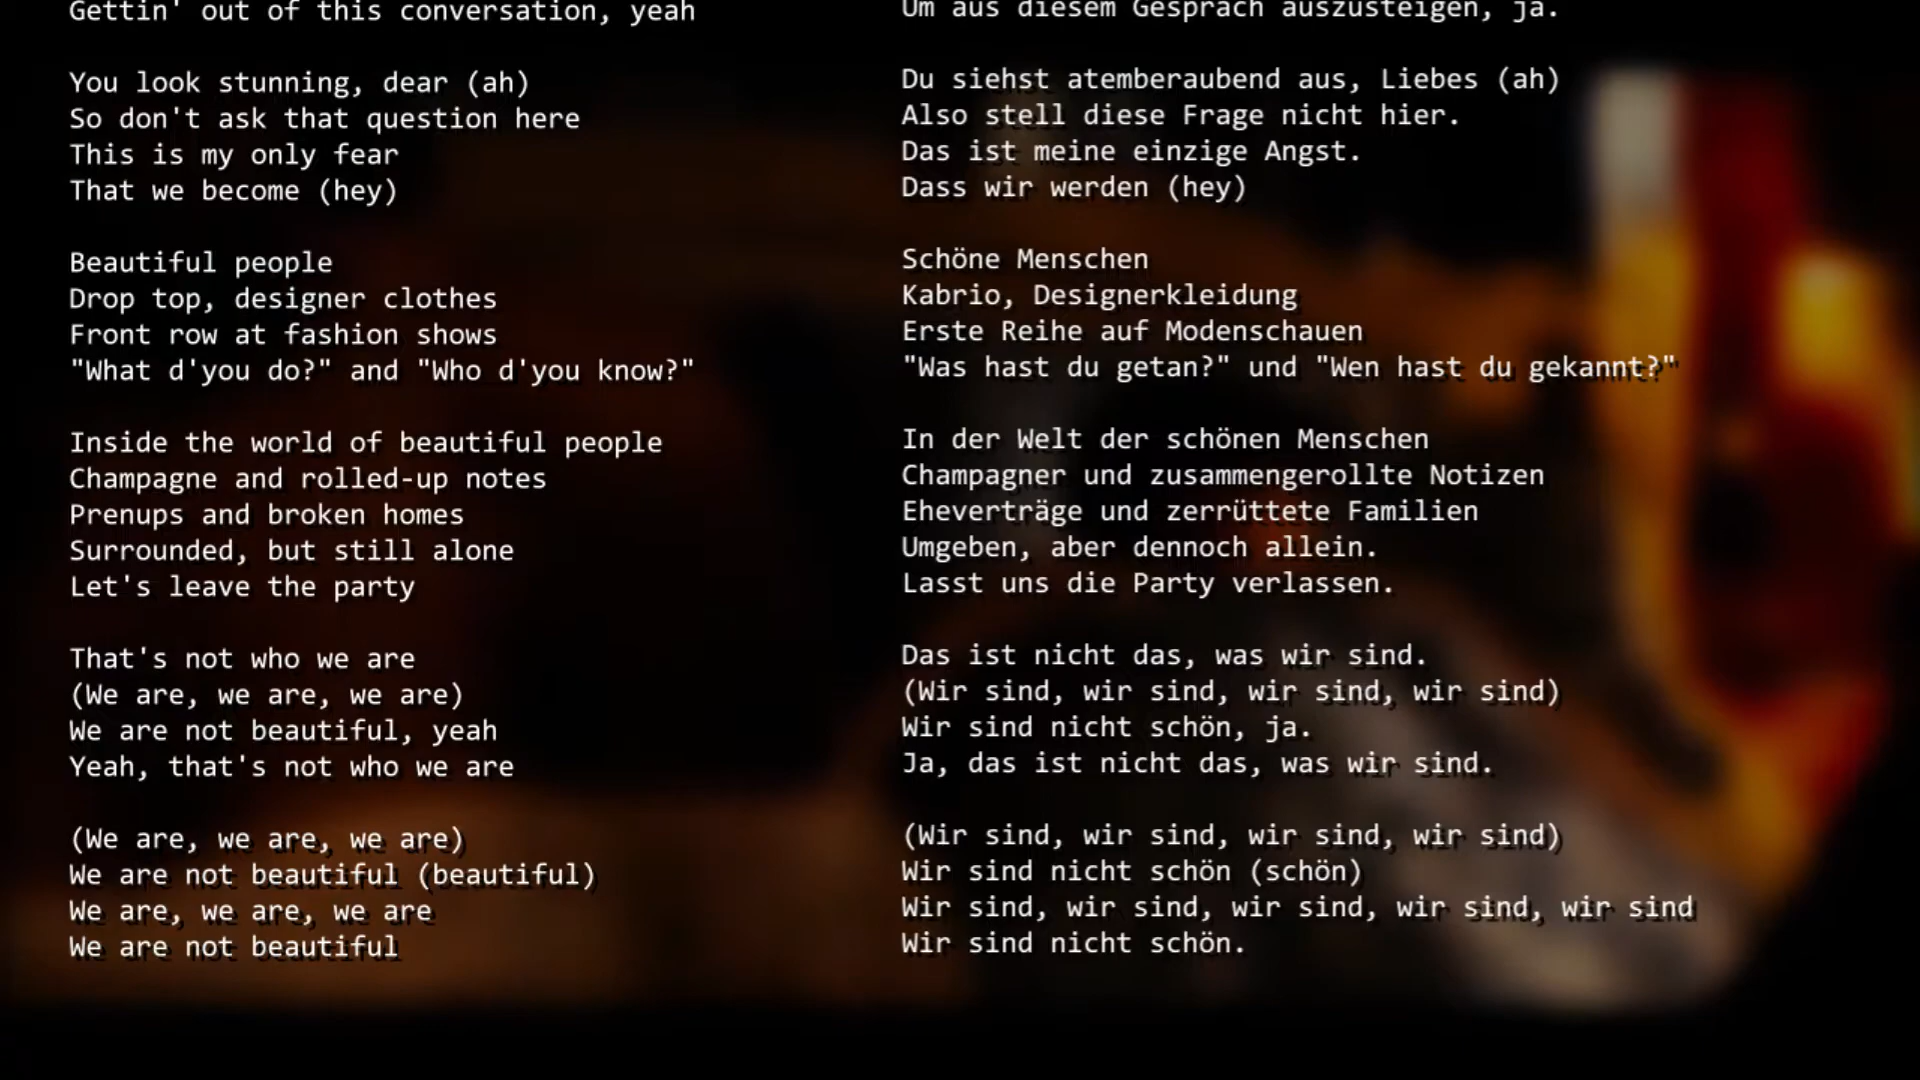 Gettin' out of this conversation, yeah
You look stunning, dear (ah)
So don't ask that question here
This is my only fear
That we become (hey)
Beautiful people
Drop top, designer clothes
Front row at fashion shows
"What d'you do?" and "Who d'you know?"
Inside the world of beautiful people
Champagne and rolled-up notes
Prenups and broken homes
Surrounded, but still alone
Let's leave the party
That's not who we are
(We are, we are, we are)
We are not beautiful, yeah
Yeah, that's not who we are
(We are, we are, we are)
We are not beautiful (beautiful)
We are, we are, we are
We are not beautiful
Um aus diesem Gespräch auszusteigen, ja.
Du siehst atemberaubend aus, Liebes (ah)
Also stell diese Frage nicht hier.
Das ist meine einzige Angst.
Dass wir werden (hey)
Schöne Menschen
Kabrio, Designerkleidung
Erste Reihe auf Modenschauen
"Was hast du getan?" und "Wen hast du gekannt?"
In der Welt der schönen Menschen
Champagner und zusammengerollte Notizen
Eheverträge und zerrüttete Familien
Umgeben, aber dennoch allein.
Lasst uns die Party verlassen.
Das ist nicht das, was wir sind.
(Wir sind, wir sind, wir sind, wir sind)
Wir sind nicht schön, ja.
Ja, das ist nicht das, was wir sind.
(Wir sind, wir sind, wir sind, wir sind)
Wir sind nicht schön (schön)
Wir sind, wir sind, wir sind, wir sind, wir sind
Wir sind nicht schön.